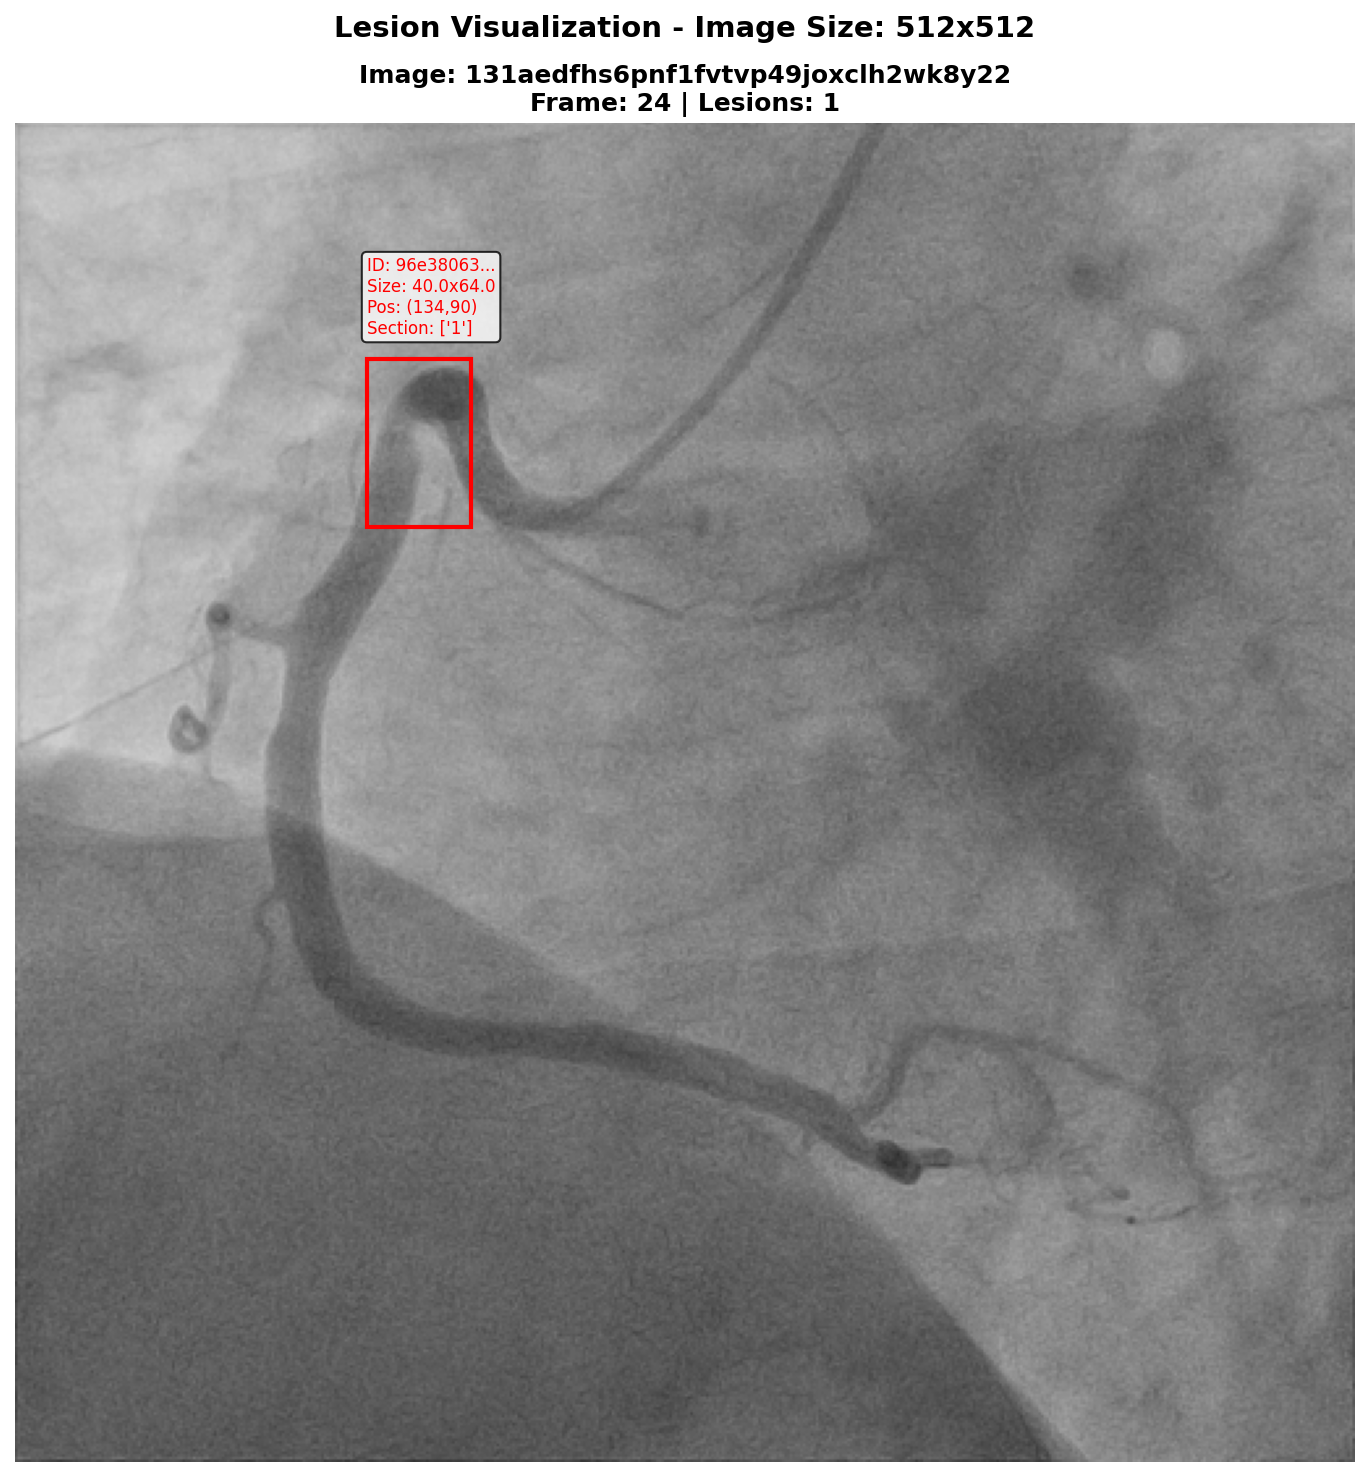 Lesion Visualization - Image Size: 512x512
Image: 131aedfhs6pnf1fvtvp49joxclh2wk8y22
Frame: 24 | Lesions: 1
ID: 96e38063...
Size: 40.0x64.0
Pos: (134,90)
Section: ['1']